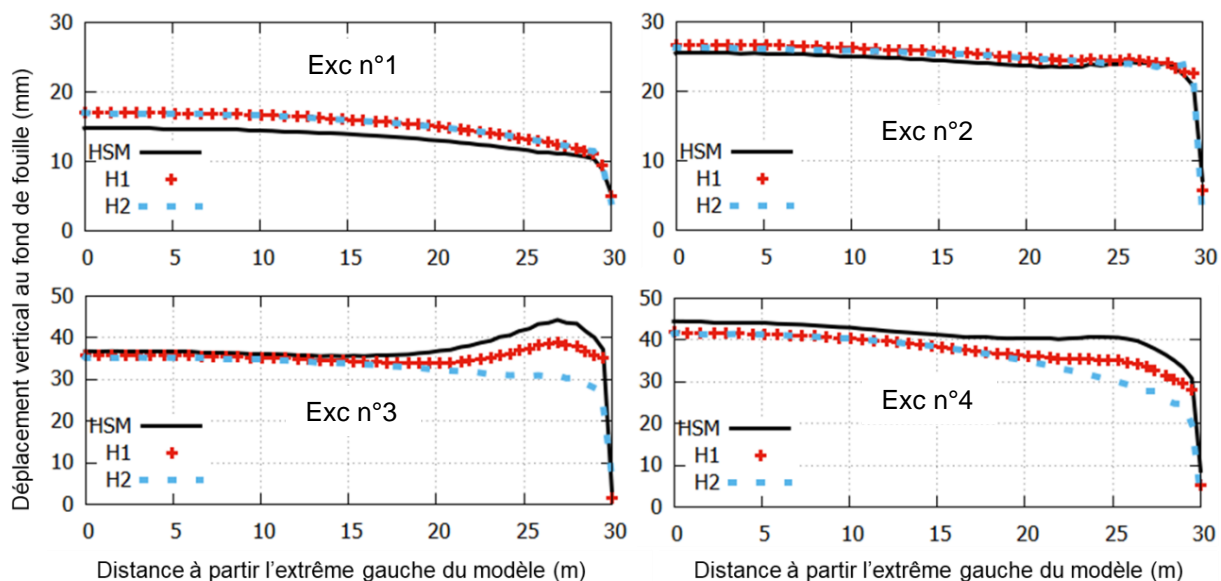 Déplacement vertical au fond de fouille (mm)
30
20
10
0
Exc n°1
HSM
H1
H2
0 5 10 15 20 25 30
30
20
10
0
Exc n°2
HSM
H1
H2
0 5 10 15 20 25 30
50
40
30
20
10
0
Exc n°3
HSM
H1
H2
0 5 10 15 20 25 30
50
40
30
20
10
0
Exc n°4
HSM
H1
H2
0 5 10 15 20 25 30
Distance à partir l'extrême gauche du modèle (m)
Distance à partir l'extrême gauche du modèle (m)